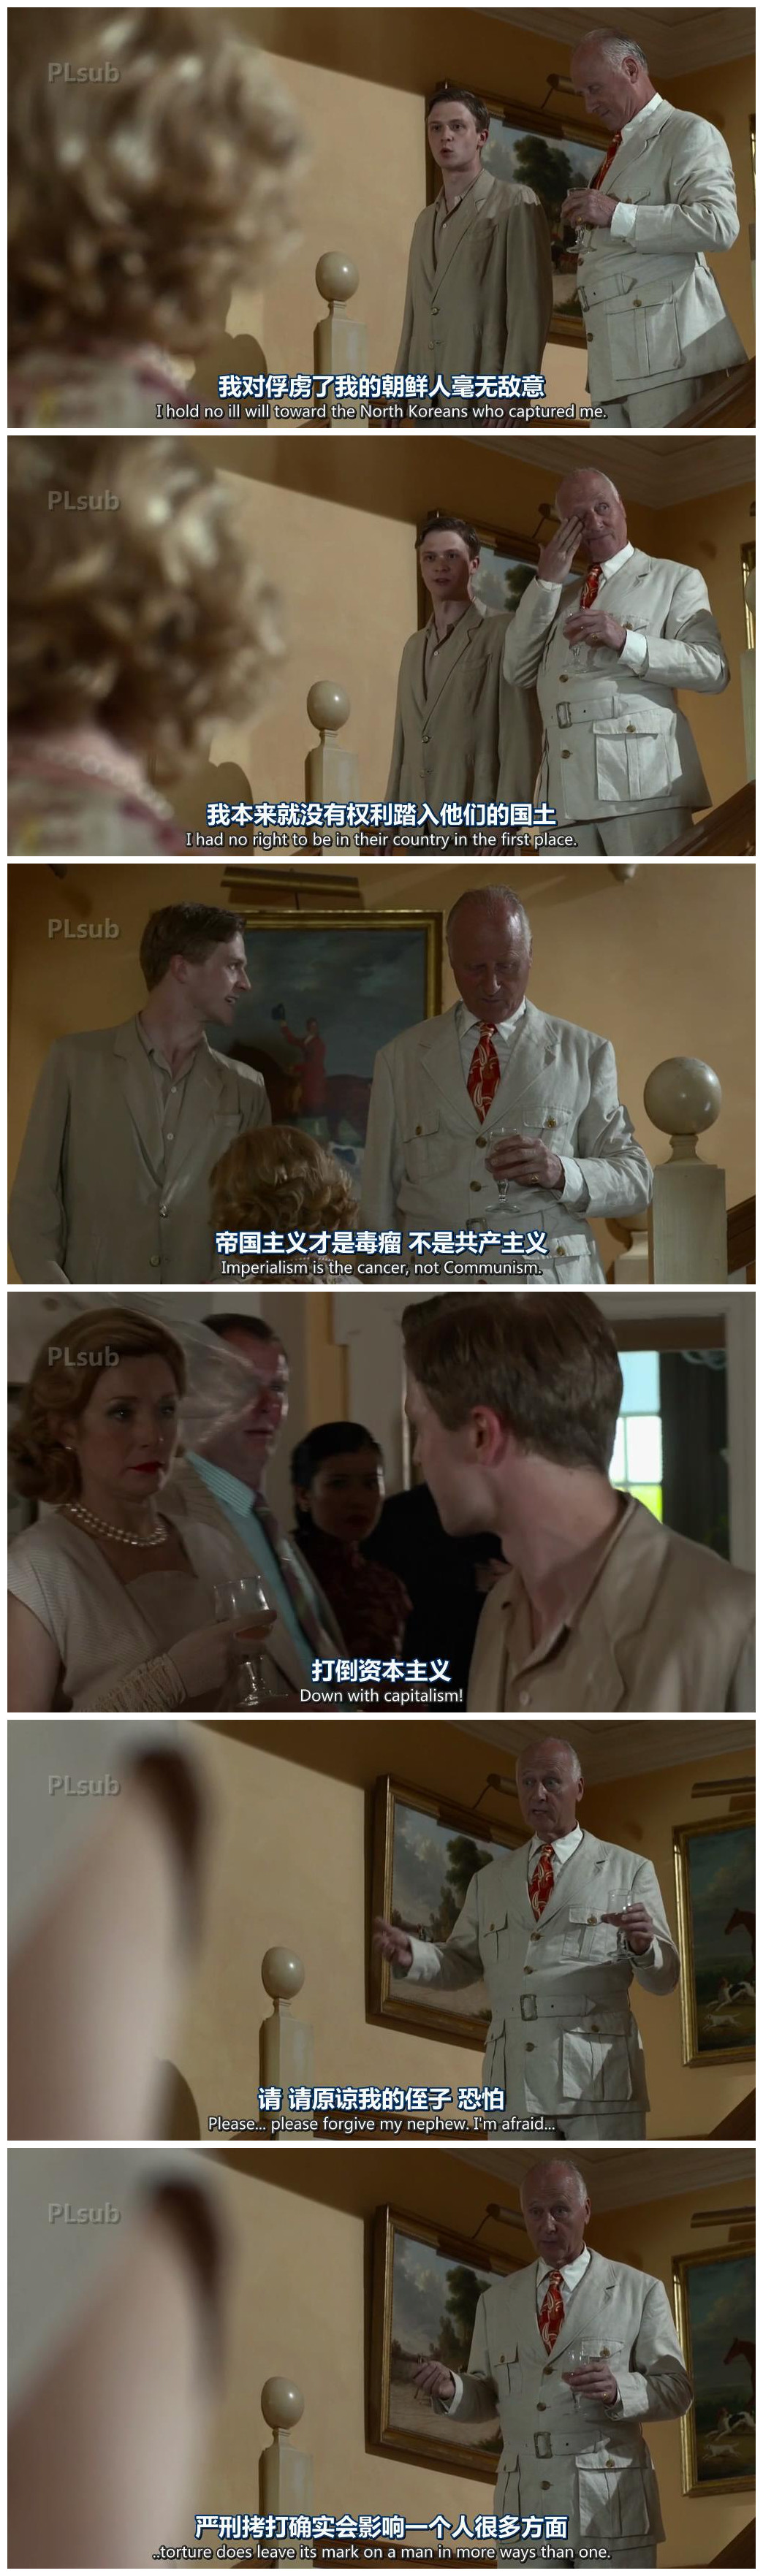 PLsub
我对俘虏了我的朝鲜人毫无敌意
I hold no ill will toward the North Koreans who captured me.
PLsub
我本来就没有权利踏入他们的国土
I had no right to be in their country in the first place.
PLsub
帝国主义才是毒瘤 不是共产主义
Imperialism is the cancer, not Communism.
PLsub
打倒资本主义
Down with capitalism!
PLsub
请 请原谅我的侄子 恐怕
Please... please forgive my nephew. I'm afraid...
PLsub
严刑拷打确实会影响一个人很多方面
..torture does leave its mark on a man in more ways than one.